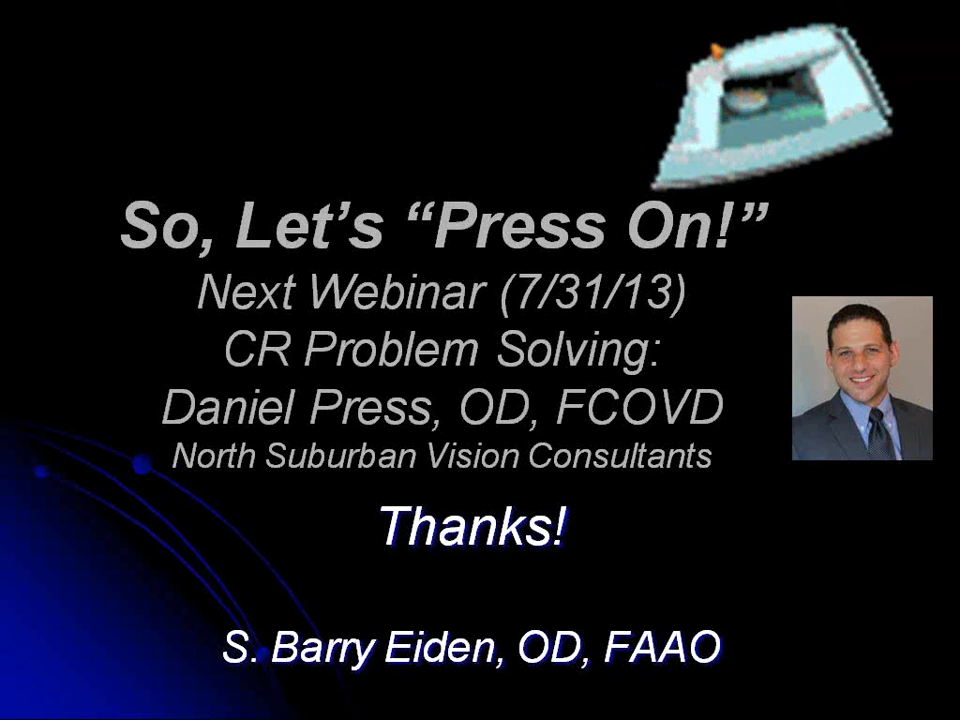 So, Let’s “Press On!”
Next Webinar (7/31/13)
CR Problem Solving:
Daniel Press, OD, FCOVD
North Suburban Vision Consultants
Thanks!
S. Barry Eiden, OD, FAAO